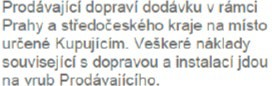 Prodávající dopraví dodávku v rámci
Prahy a středočeského kraje na místo
určené Kupujícím. Veškeré náklady
související s dopravou a instalací jdou
na vrub Prodávajícího.